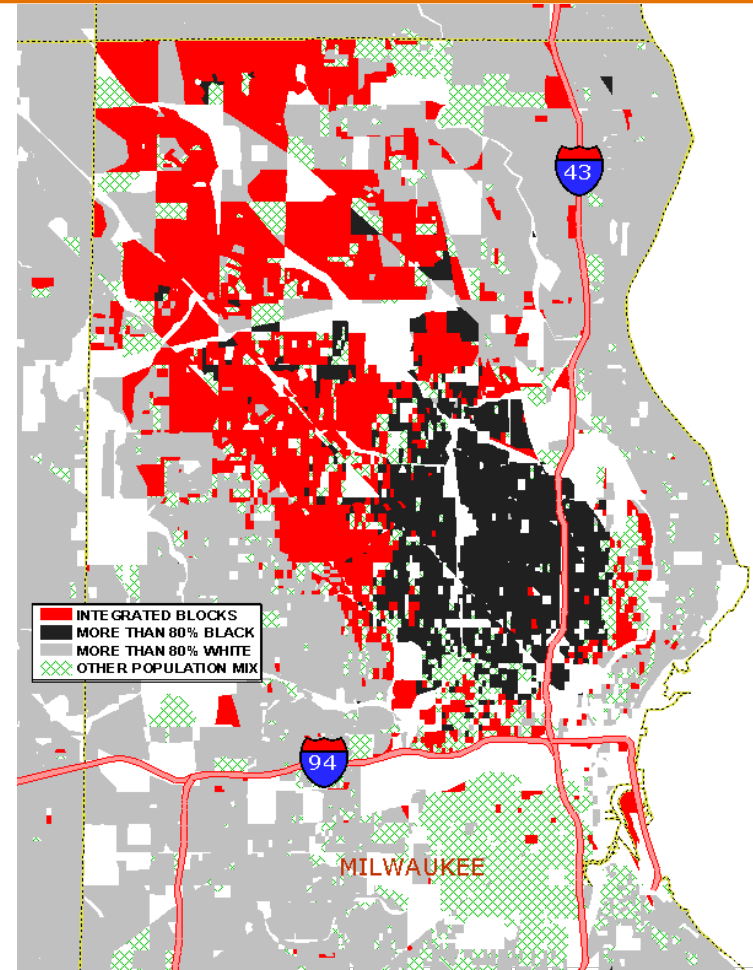 43
INTEGRATED BLOCKS
MORE THAN 80% BLACK
MORE THAN 80% WHITE
OTHER POPULATION MIX
94
MILWAUKEE